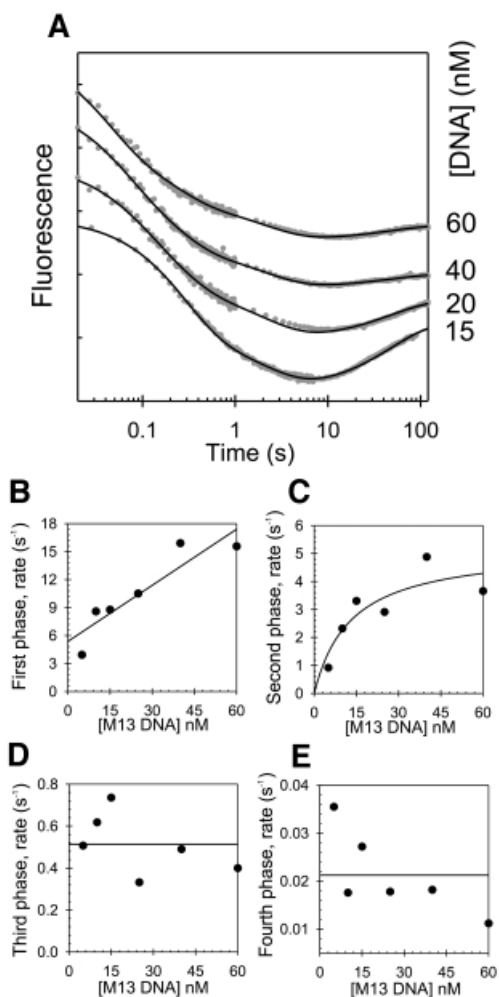 A
Fluorescence
[DNA] (nM)
60
40
20
15
0.1 1 10 100
Time (s)
B
First phase, rate (s⁻¹)
18
15
12
9
6
3
0
0 15 30 45 60
[M13 DNA] nM
C
Second phase, rate (s⁻¹)
6
5
4
3
2
1
0
0 15 30 45 60
[M13 DNA] nM
D
Third phase, rate (s⁻¹)
0.8
0.6
0.4
0.2
0.0
0 15 30 45 60
[M13 DNA] nM
E
Fourth phase, rate (s⁻¹)
0.04
0.03
0.02
0.01
0 15 30 45 60
[M13 DNA] nM